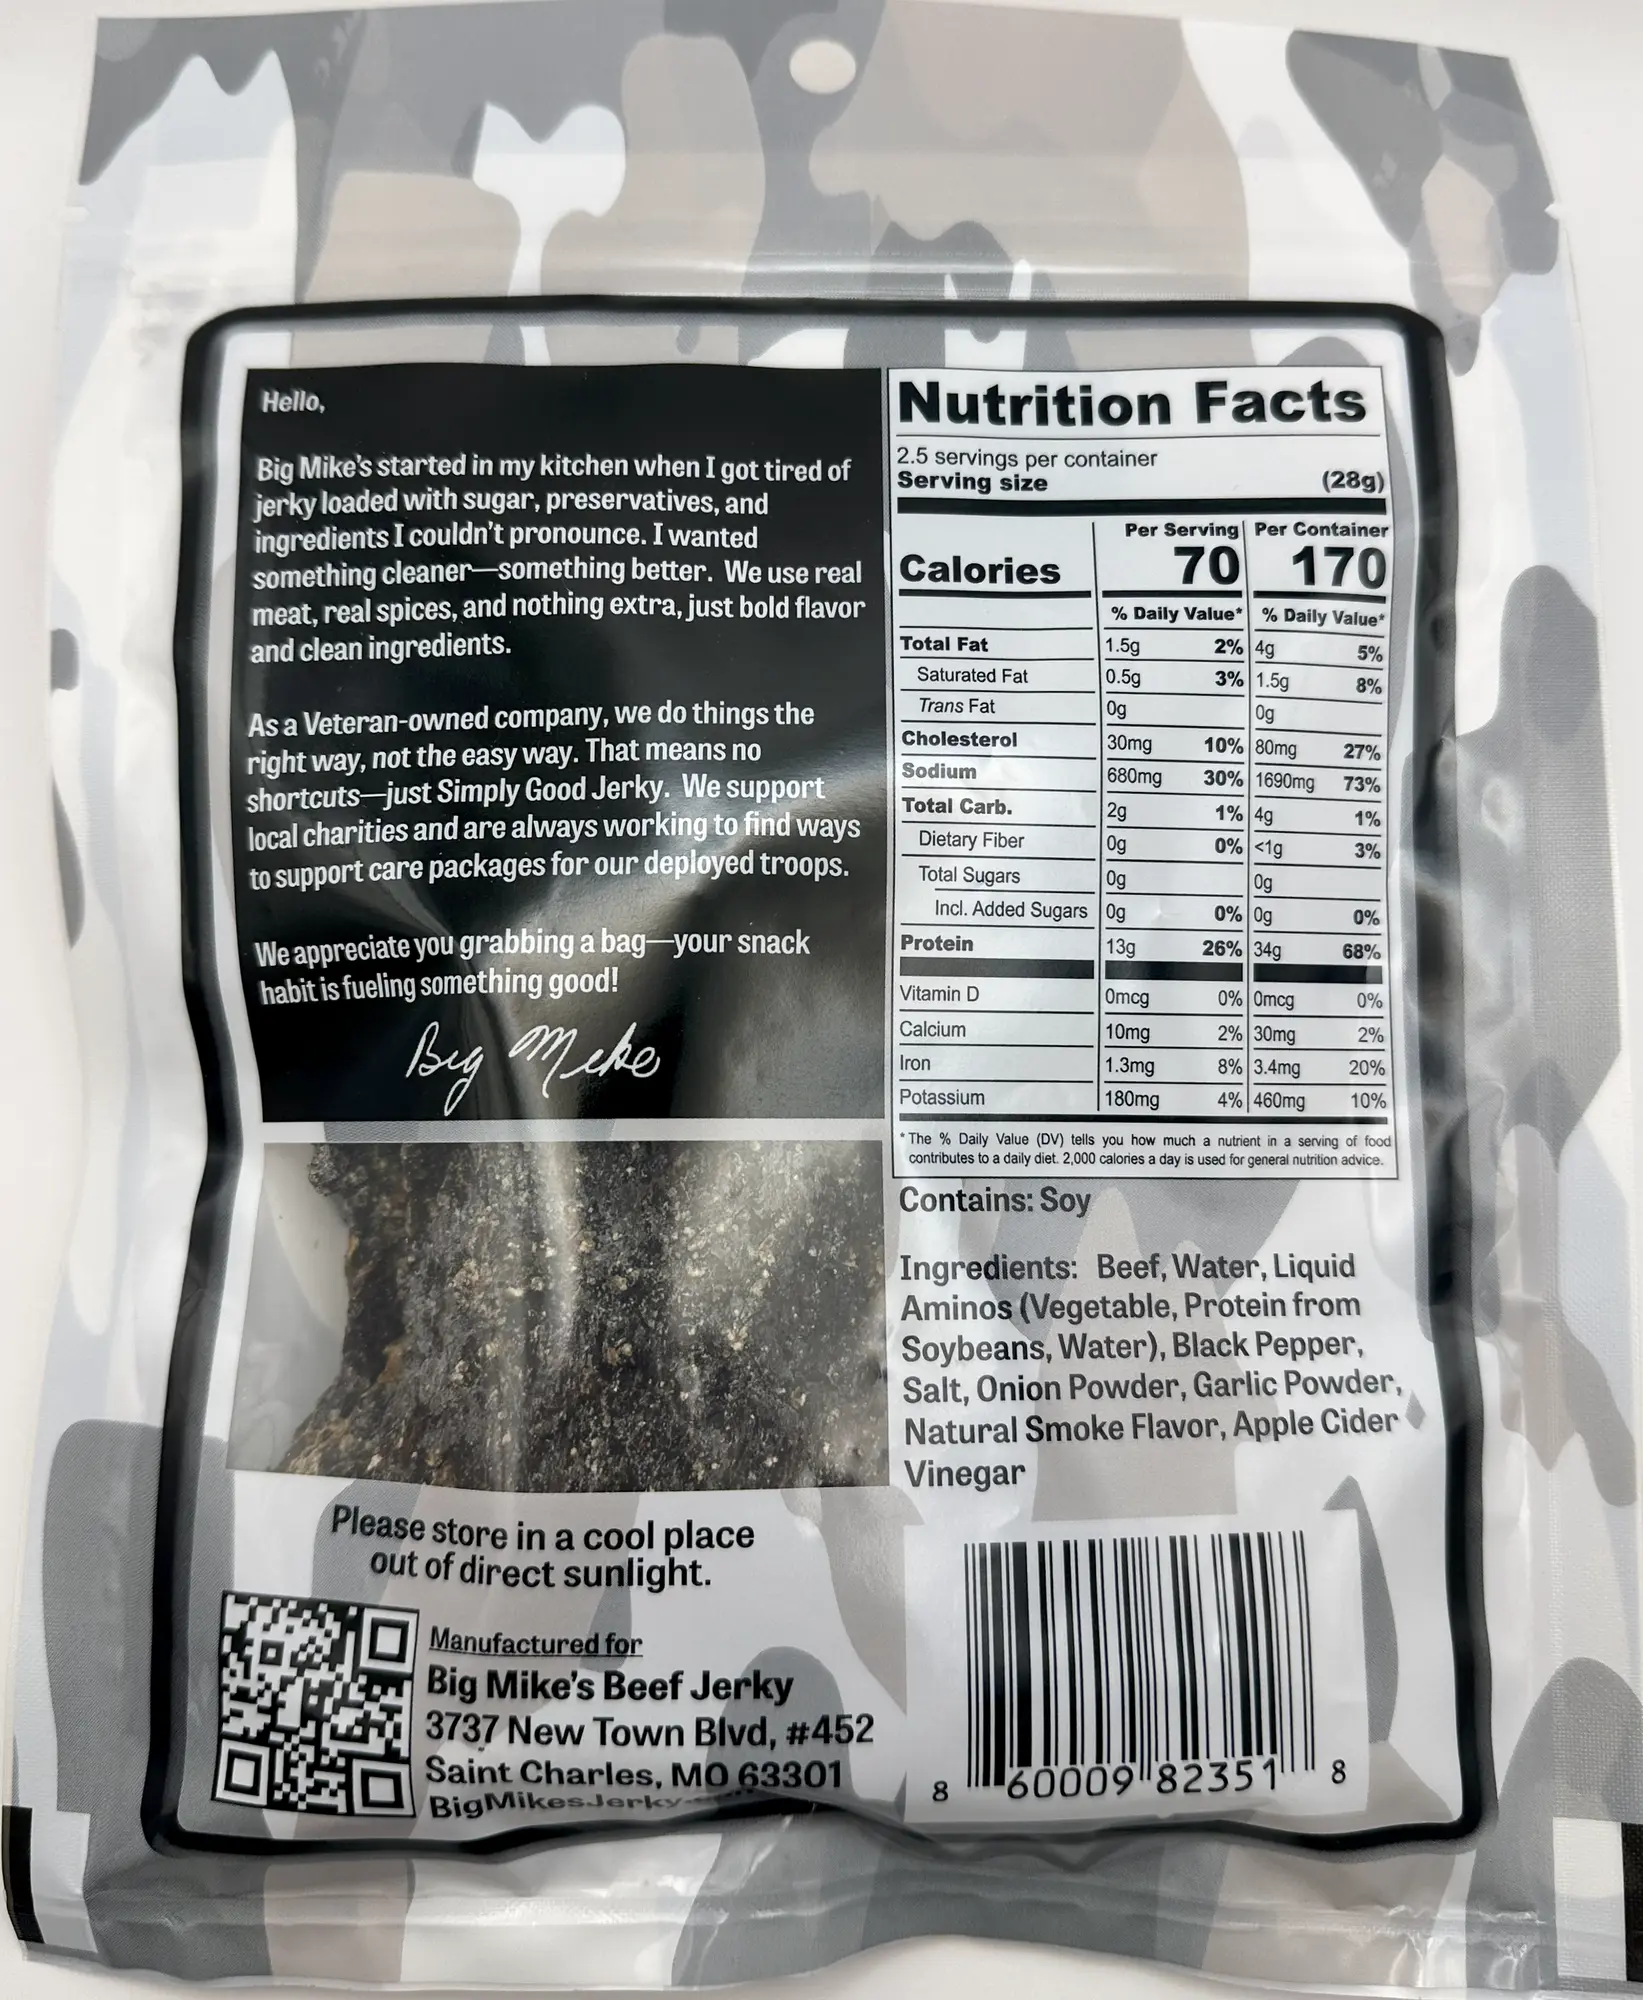 Hello,
Big Mike's started in my kitchen when I got tired of
jerky loaded with sugar, preservatives, and
ingredients I couldn't pronounce. I wanted
something cleaner—something better. We use real
meat, real spices, and nothing extra, just bold flavor
and clean ingredients.
As a Veteran-owned company, we do things the
right way, not the easy way. That means no
shortcuts—just Simply Good Jerky. We support
local charities and are always working to find ways
to support care packages for our deployed troops.
We appreciate you grabbing a bag—your snack
habit is fueling something good!
Big Mike
Please store in a cool place
out of direct sunlight.
Manufactured for
Big Mike's Beef Jerky
3737 New Town Blvd, #452
Saint Charles, MO 63301
BigMikesJerky
Nutrition Facts
2.5 servings per container
Serving size (28g)
Per Serving Per Container
Calories 70 170
% Daily Value* % Daily Value*
Total Fat 1.5g 2% 4g 5%
Saturated Fat 0.5g 3% 1.5g 8%
Trans Fat 0g 0g
Cholesterol 30mg 10% 80mg 27%
Sodium 680mg 30% 1690mg 73%
Total Carb. 2g 1% 4g 1%
Dietary Fiber 0g 0% <1g 3%
Total Sugars 0g 0g
Incl. Added Sugars 0g 0% 0g 0%
Protein 13g 26% 34g 68%
Vitamin D 0mcg 0% 0mcg 0%
Calcium 10mg 2% 30mg 2%
Iron 1.3mg 8% 3.4mg 20%
Potassium 180mg 4% 460mg 10%
*The % Daily Value (DV) tells you how much a nutrient in a serving of food
contributes to a daily diet. 2,000 calories a day is used for general nutrition advice.
Contains: Soy
Ingredients: Beef, Water, Liquid
Aminos (Vegetable, Protein from
Soybeans, Water), Black Pepper,
Salt, Onion Powder, Garlic Powder,
Natural Smoke Flavor, Apple Cider
Vinegar
8 60009 82351 8